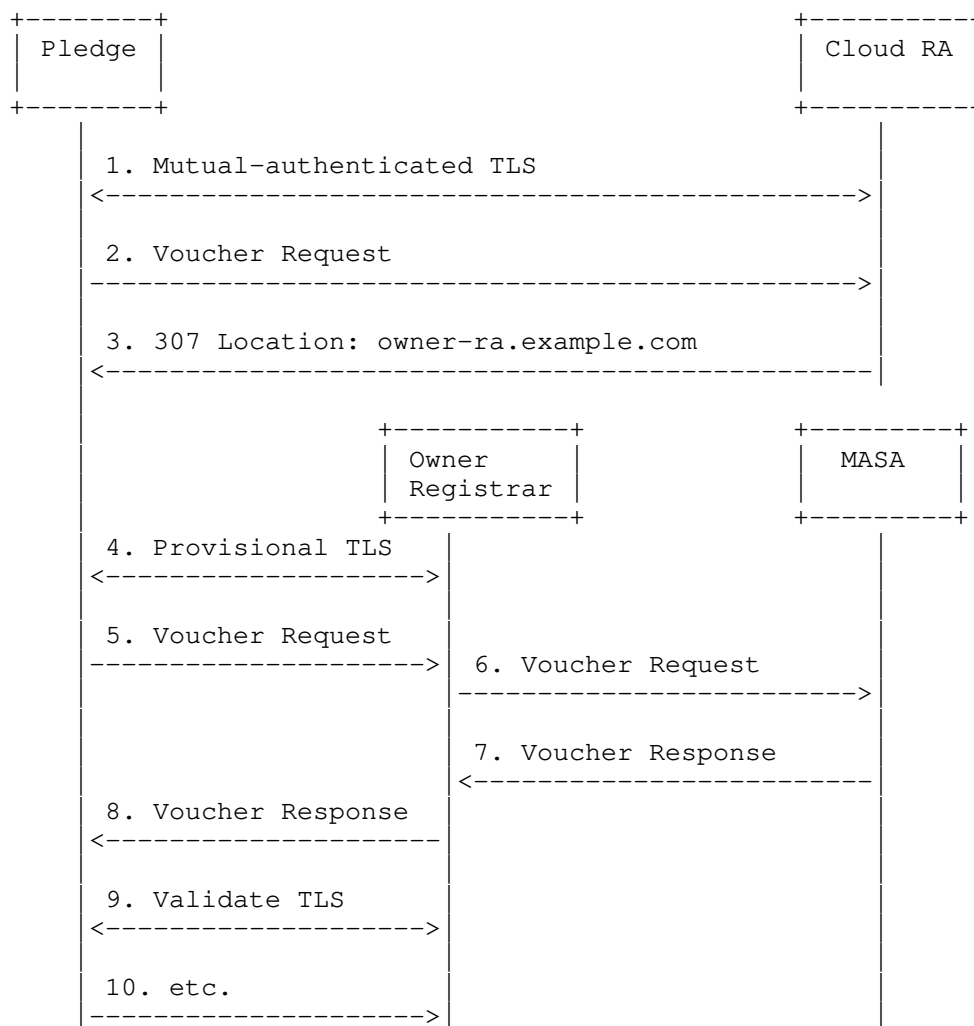 Pledge
Cloud RA
1. Mutual-authenticated TLS
2. Voucher Request
3. 307 Location: owner-ra.example.com
Owner
Registrar
MASA
4. Provisional TLS
5. Voucher Request
6. Voucher Request
7. Voucher Response
8. Voucher Response
9. Validate TLS
10. etc.